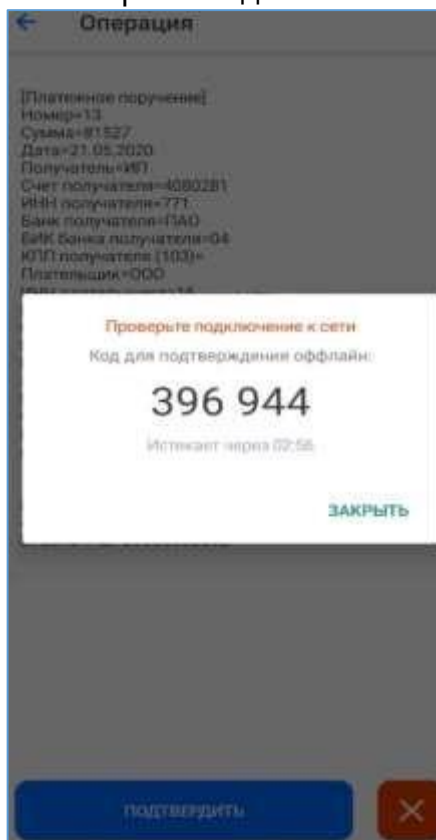 Операция
[Платежное поручение]
Номер=13
Сумма=81527
Дата=21.05.2020
Получатель=ИП
Счет получателя=4080281
ИНН получателя=771
Банк получателя=ПАО
БИК банка получателя=04
КПП получателя (103)=
Плательщик=ООО
Проверьте подключение к сети
Код для подтверждения оффлайн:
396 944
Истекает через 02:56
ЗАКРЫТЬ
ПОДТВЕРДИТЬ